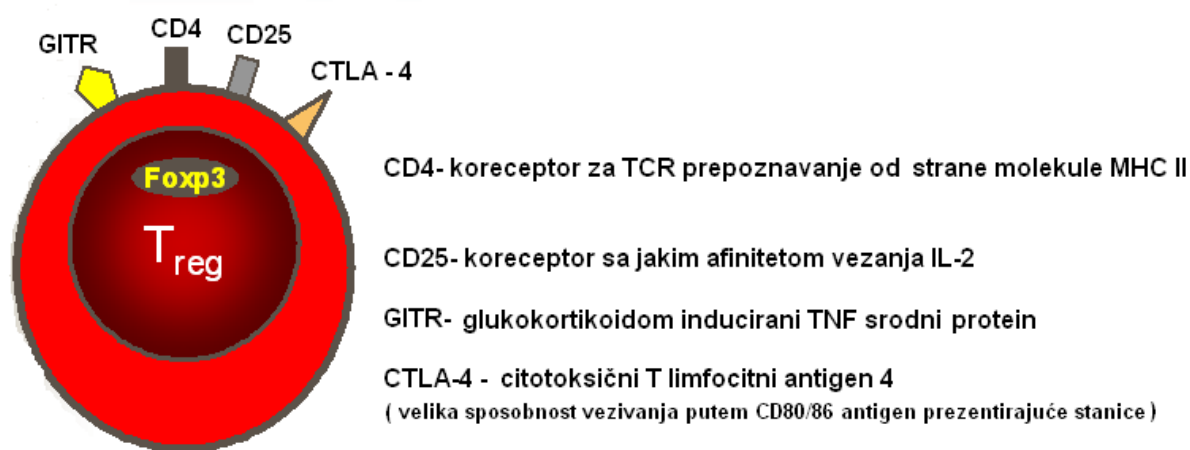 GITR
CD4
CD25
CTLA - 4
Foxp3
Treg
CD4- koreceptor za TCR prepoznavanje od strane molekule MHC II
CD25- koreceptor sa jakim afinitetom vezanja IL-2
GITR- glukokortikoidom inducirani TNF srodni protein
CTLA-4 - citotoksični T limfocitni antigen 4
( velika sposobnost vezivanja putem CD80/86 antigen prezentirajuće stanice )